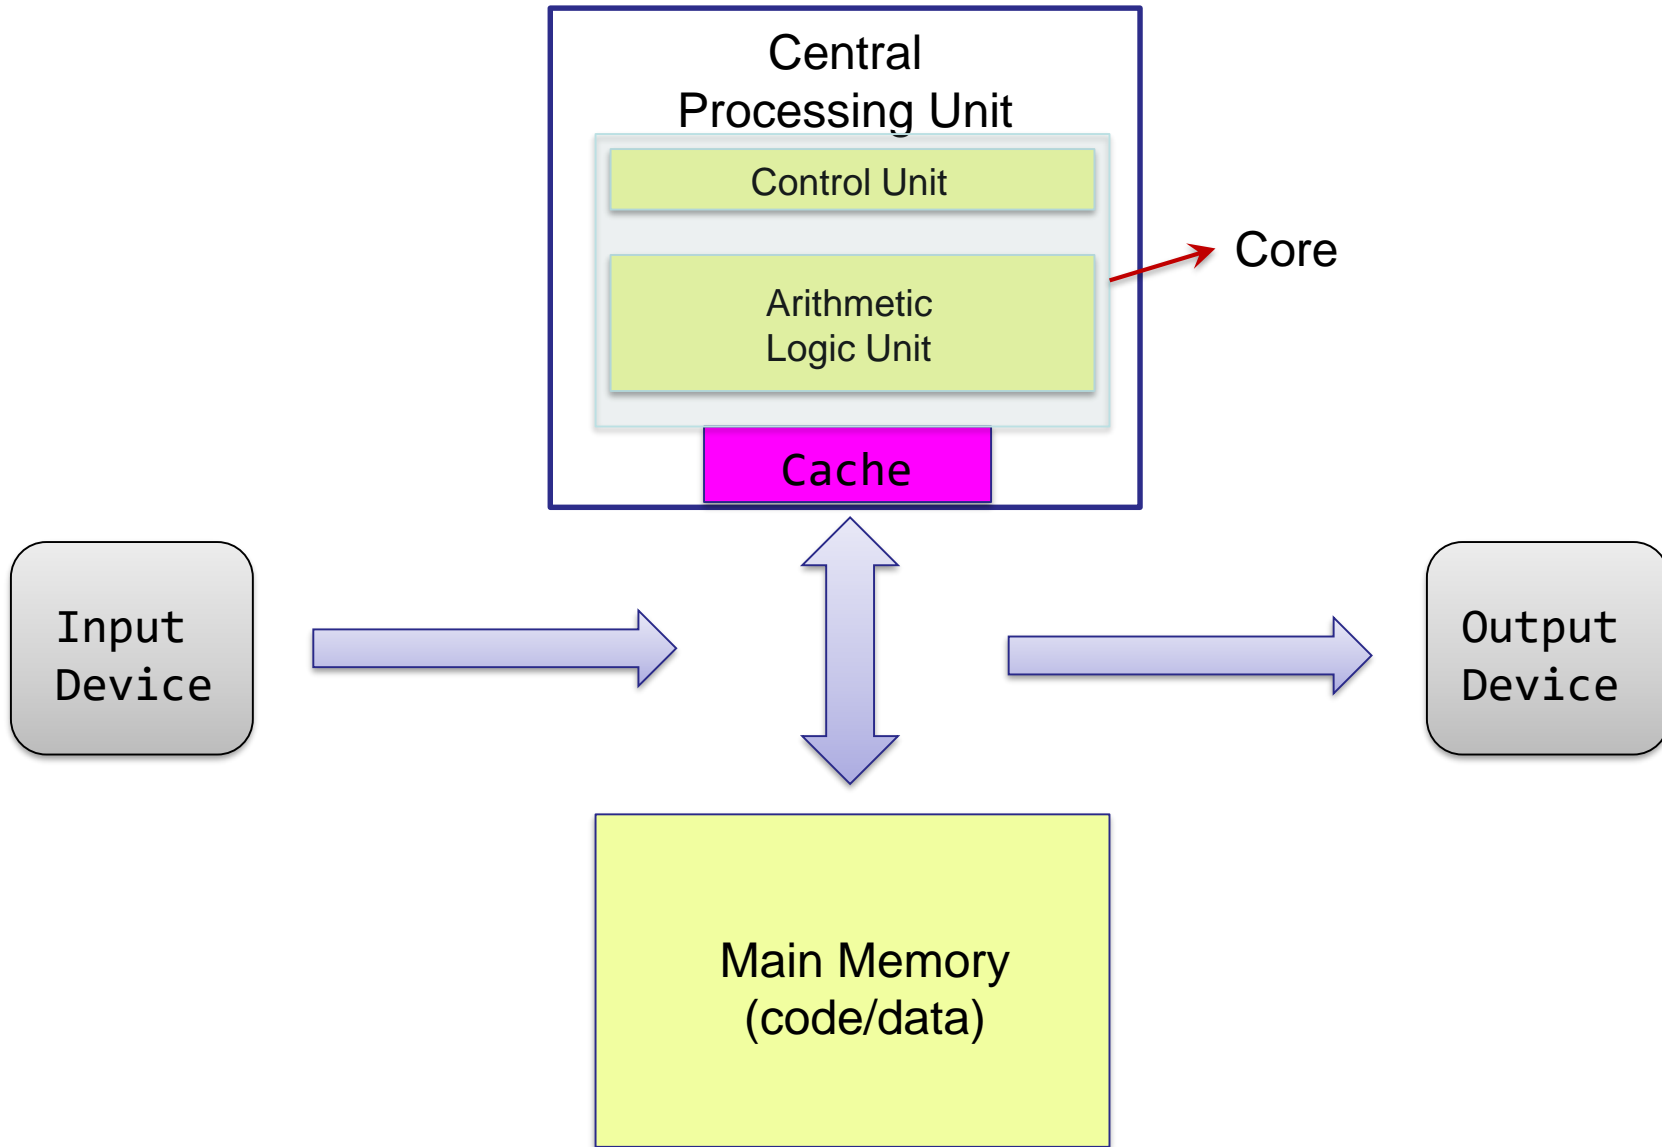 Central
Processing Unit
Control Unit
Core
Arithmetic
Logic Unit
Cache
Input
Device
Output
Device
Main Memory
(code/data)